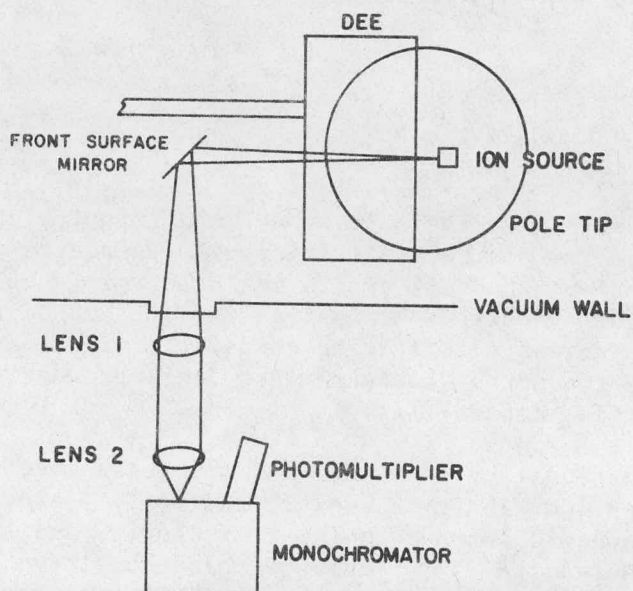 DEE
FRONT SURFACE
MIRROR
ION SOURCE
POLE TIP
VACUUM WALL
LENS 1
LENS 2
PHOTOMULTIPLIER
MONOCHROMATOR